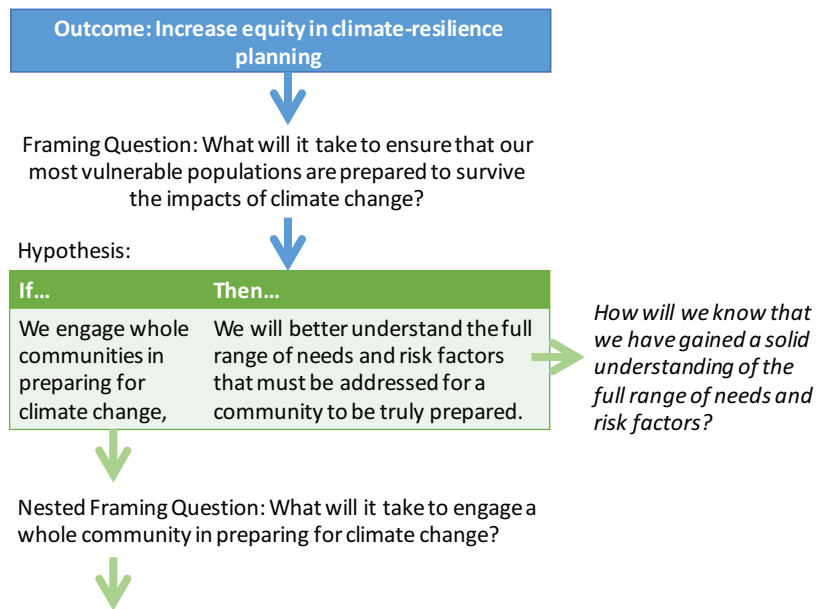 Outcome: Increase equity in climate-resilience
planning
Framing Question: What will it take to ensure that our
most vulnerable populations are prepared to survive
the impacts of climate change?
Hypothesis:
If…
Then…
We engage whole
communities in
preparing for
climate change,
We will better understand the full
range of needs and risk factors
that must be addressed for a
community to be truly prepared.
How will we know that
we have gained a solid
understanding of the
full range of needs and
risk factors?
Nested Framing Question: What will it take to engage a
whole community in preparing for climate change?